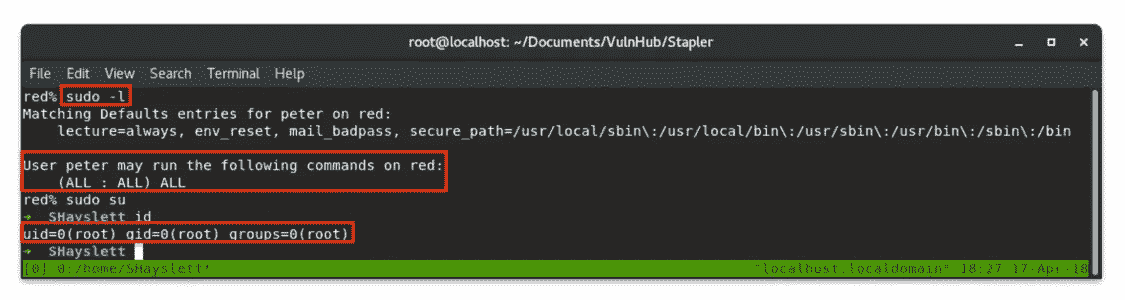 root@localhost: ~/Documents/VulnHub/Stapler
File Edit View Search Terminal Help
red% sudo -l
Matching Defaults entries for peter on red:
lecture=always, env_reset, mail_badpass, secure_path=/usr/local/sbin\:/usr/local/bin\:/usr/sbin\:/usr/bin\:/sbin\:/bin
User peter may run the following commands on red:
(ALL : ALL) ALL
red% sudo su
→ SHayslett id
uid=0(root) gid=0(root) groups=0(root)
→ SHayslett
[0] 0:/home/SHayslett* "localhost.localdomain" 18:27 17-Apr-18